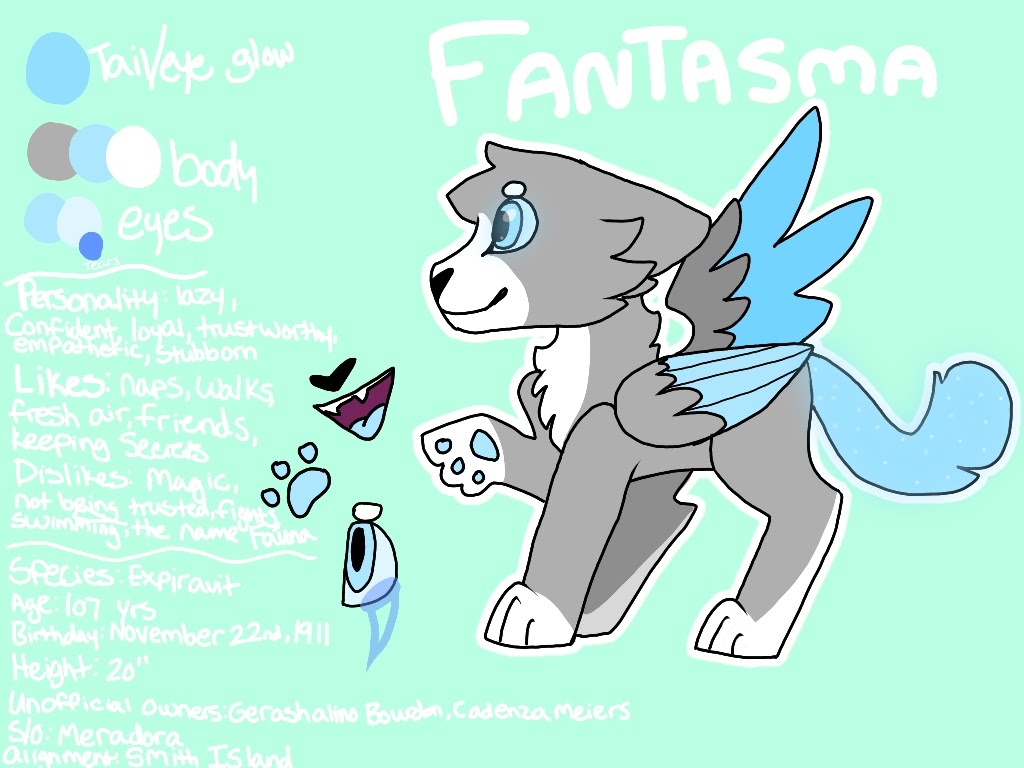 FANTASMA
Tail/eye glow
body
eyes
Tears
Personality: lazy,
Confident, loyal, trustworthy,
empathetic, Stubborn
Likes: Naps, walks,
fresh air, friends,
keeping Secrets
Dislikes: Magic,
not being trusted, fights,
swimming, the name "Fauna"
Species: Expiravit
Age: 107 yrs
Birthday: November 22nd, 1911
Height: 20"
Unofficial owners: Gerashalino Bowdon, Cadenza Meiers
S/O: Meradora
alignment: Smith Island